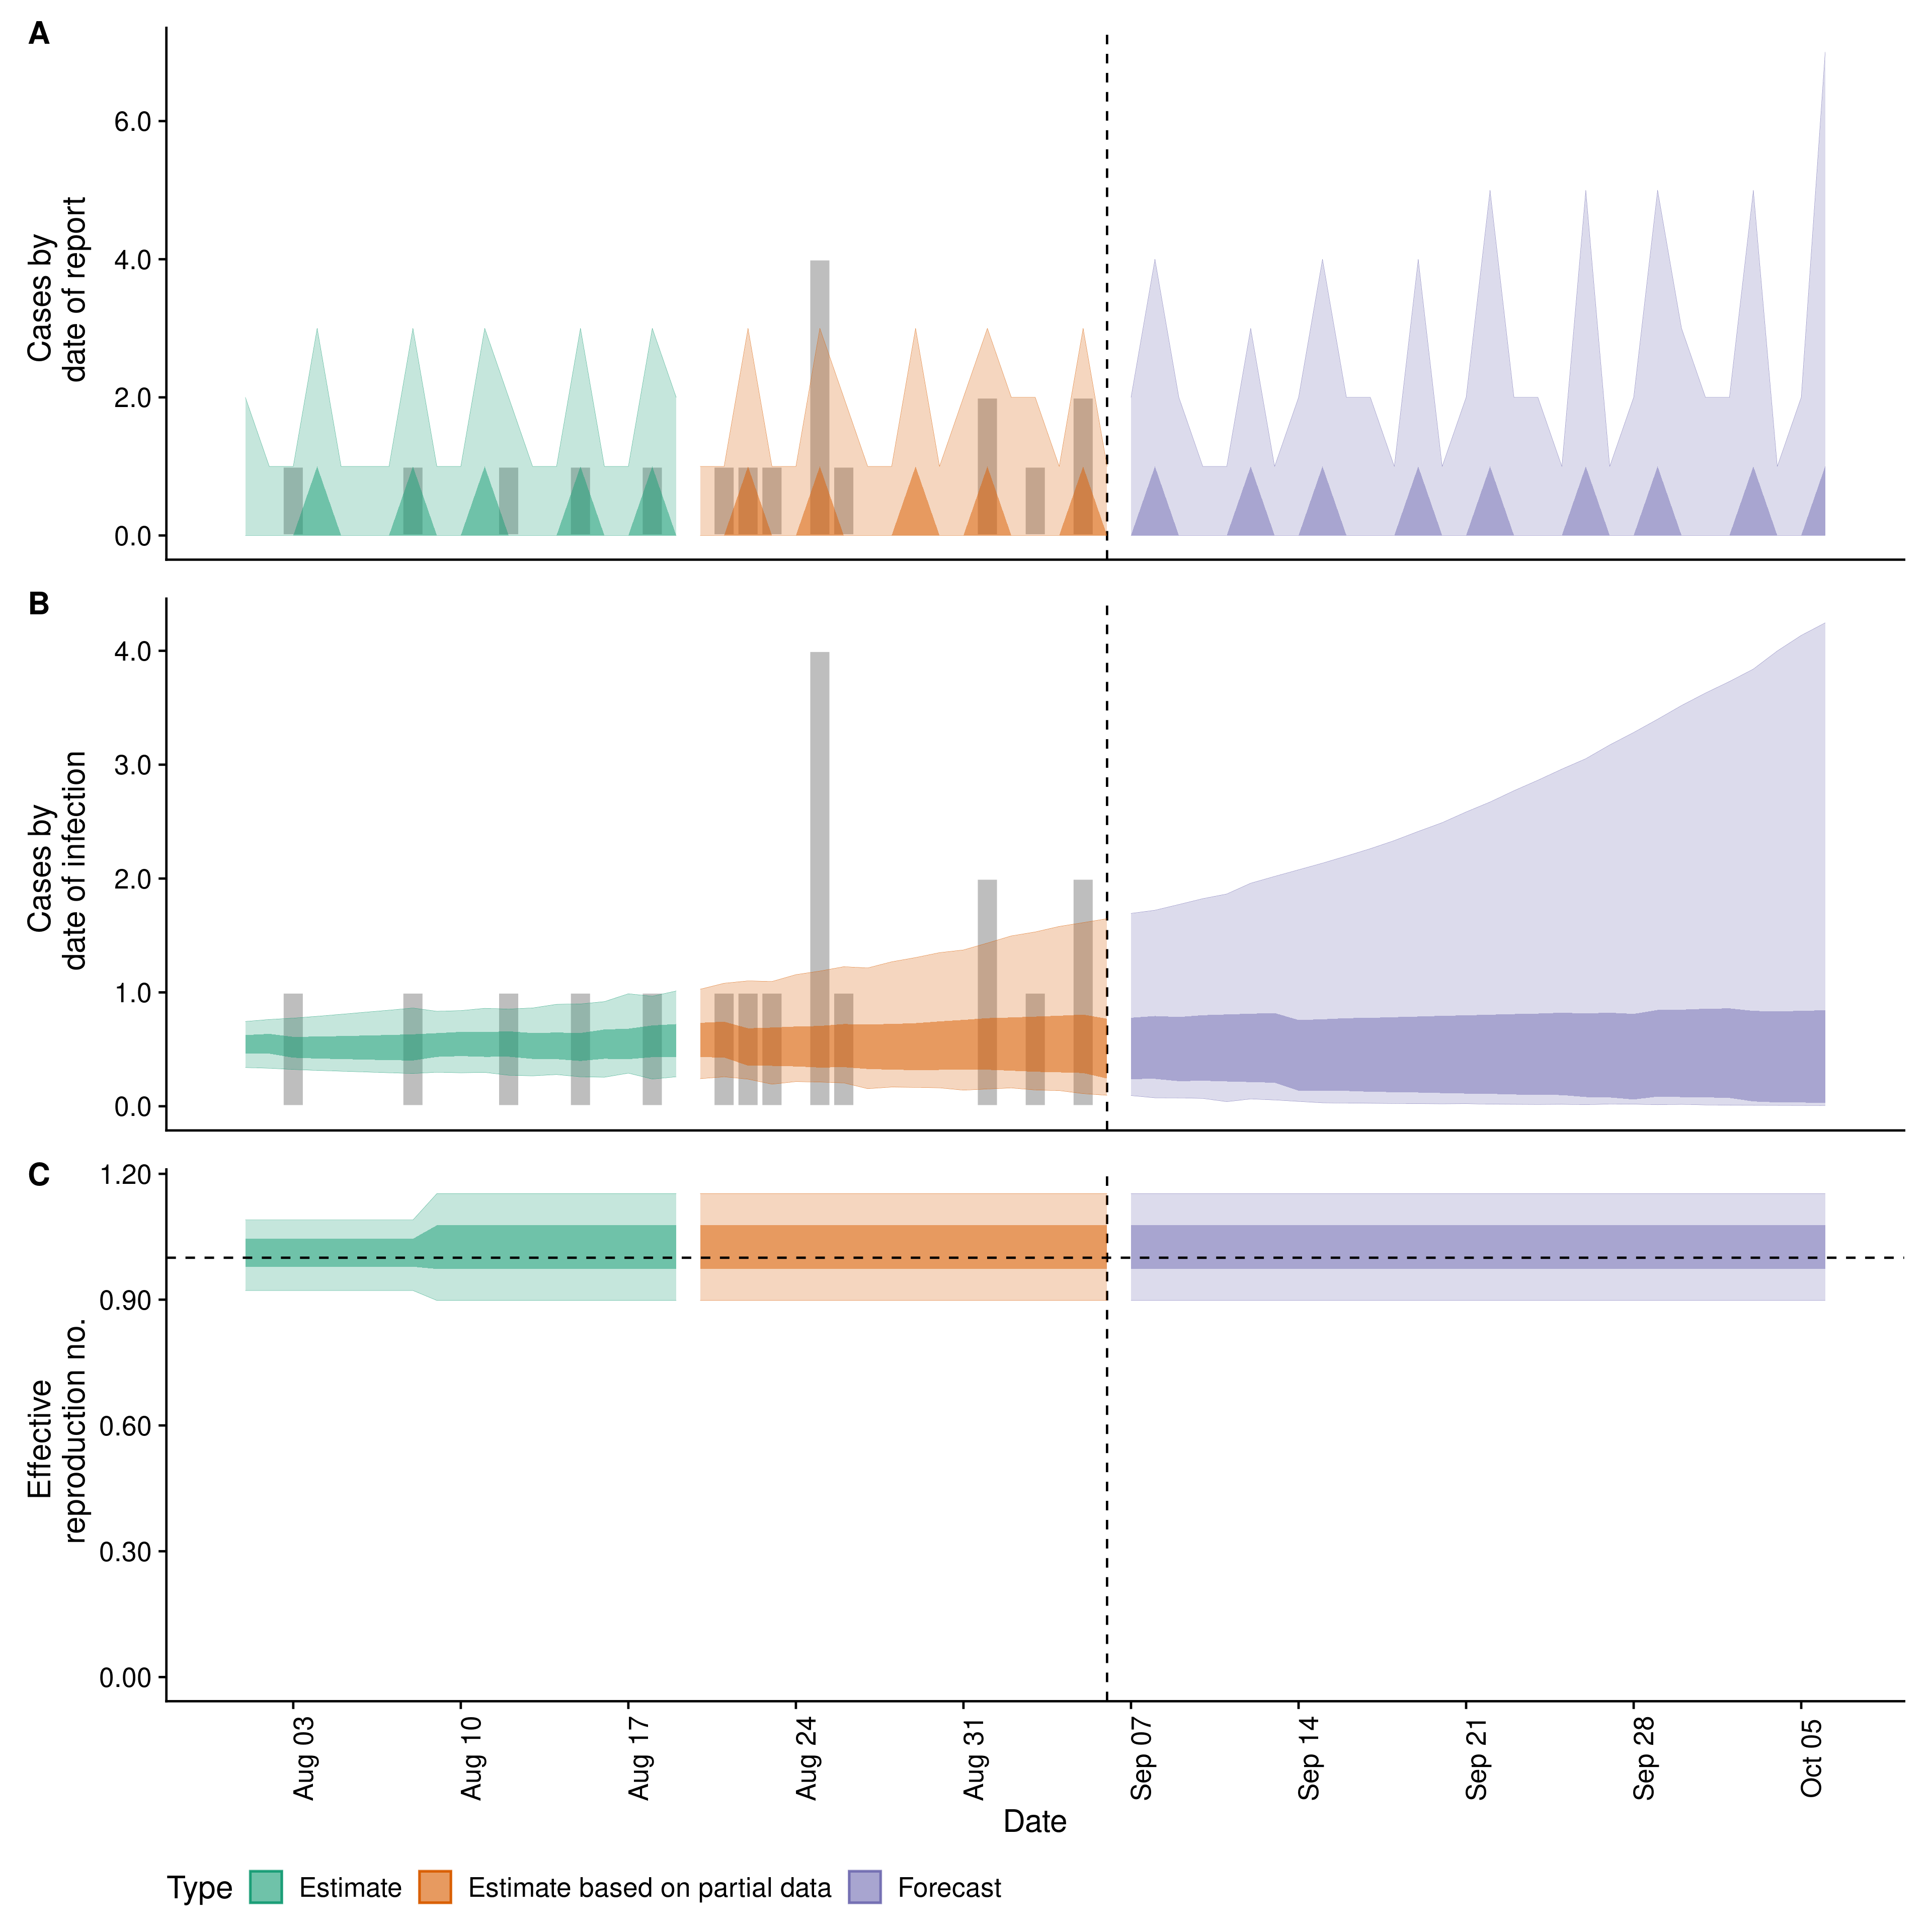 A
Cases by
date of report
6.0
4.0
2.0
0.0
B
Cases by
date of infection
4.0
3.0
2.0
1.0
0.0
C
Effective
reproduction no.
1.20
0.90
0.60
0.30
0.00
Aug 03
Aug 10
Aug 17
Aug 24
Aug 31
Sep 07
Sep 14
Sep 21
Sep 28
Oct 05
Date
Type Estimate Estimate based on partial data Forecast